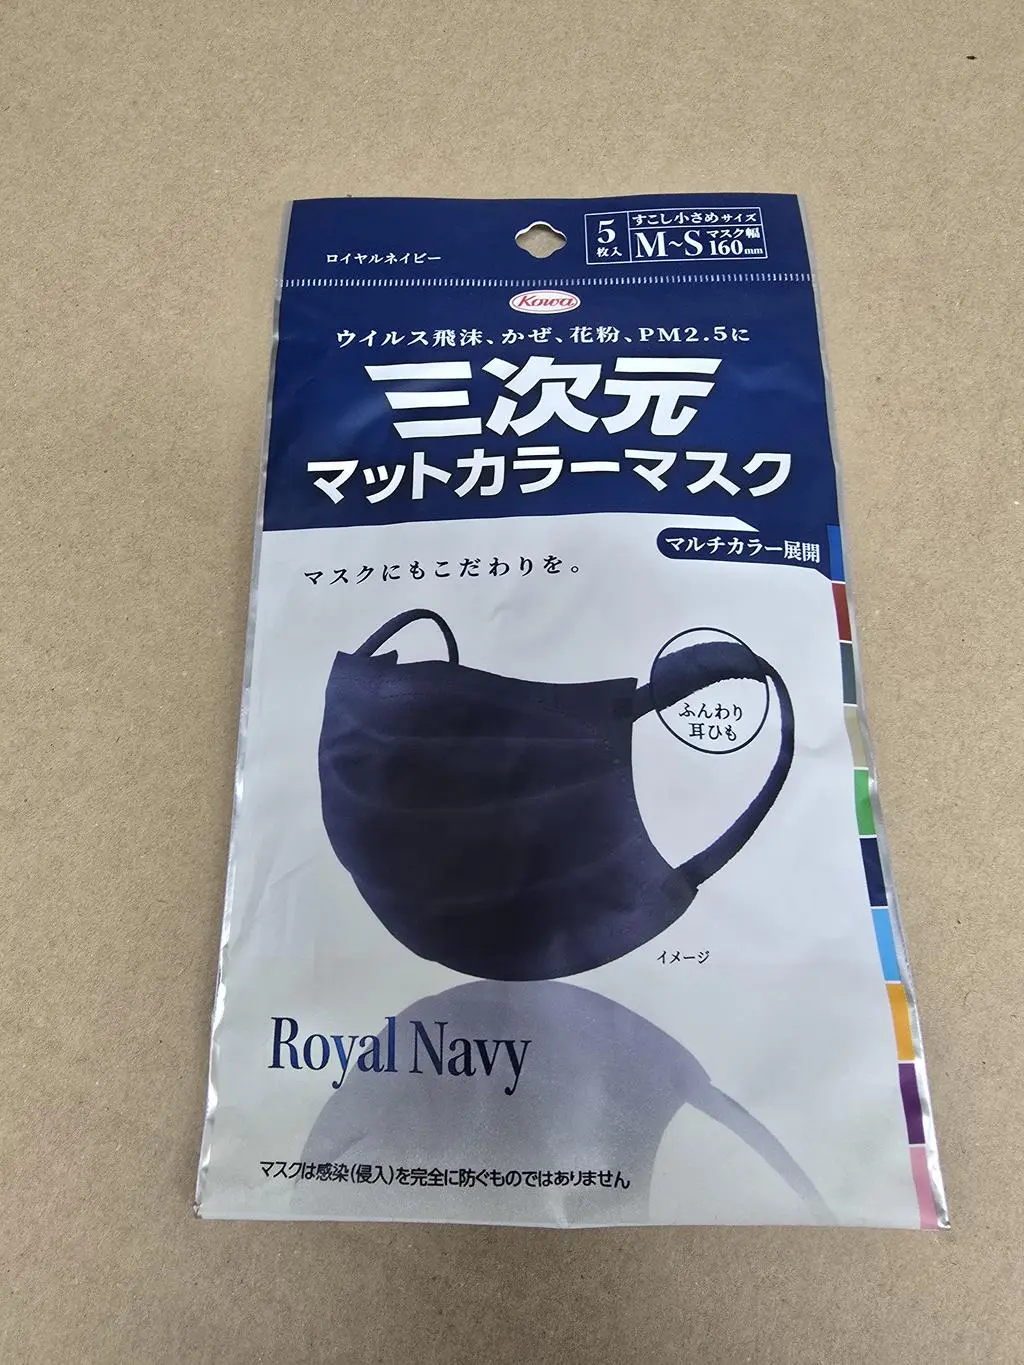 ロイヤルネイビー
5枚入
すこし小さめサイズ
M~S マスク幅 160mm
Kowa
ウイルス飛沫、かぜ、花粉、PM2.5に
三次元
マットカラーマスク
マルチカラー展開
マスクにもこだわりを。
ふんわり
耳ひも
イメージ
Royal Navy
マスクは感染(侵入)を完全に防ぐものではありません